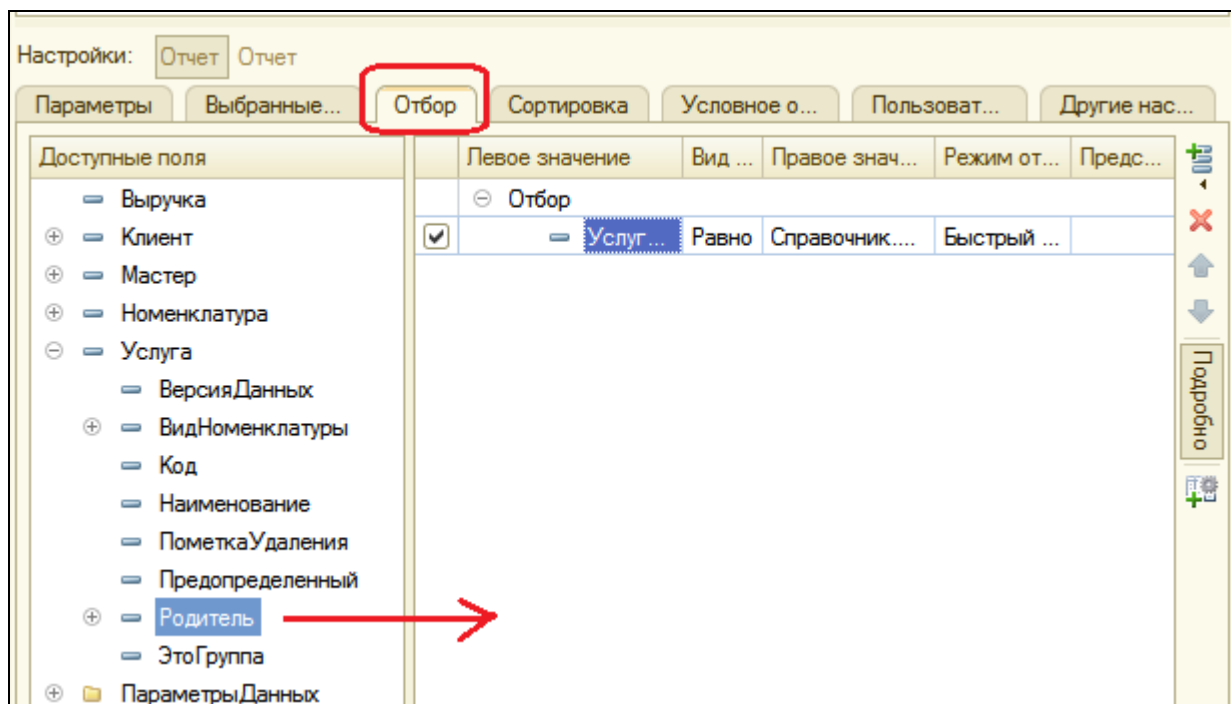 Настройки: Отчет Отчет
Параметры Выбранные... Отбор Сортировка Условное о... Пользоват... Другие нас...
Доступные поля Левое значение Вид ... Правое знач... Режим от... Предс...
Выручка Отбор
Клиент Услуг... Равно Справочник.... Быстрый ...
Мастер
Номенклатура
Услуга
ВерсияДанных
ВидНоменклатуры
Код
Наименование
ПометкаУдаления
Предопределенный
Родитель
ЭтоГруппа
ПараметрыДанных
Подробно